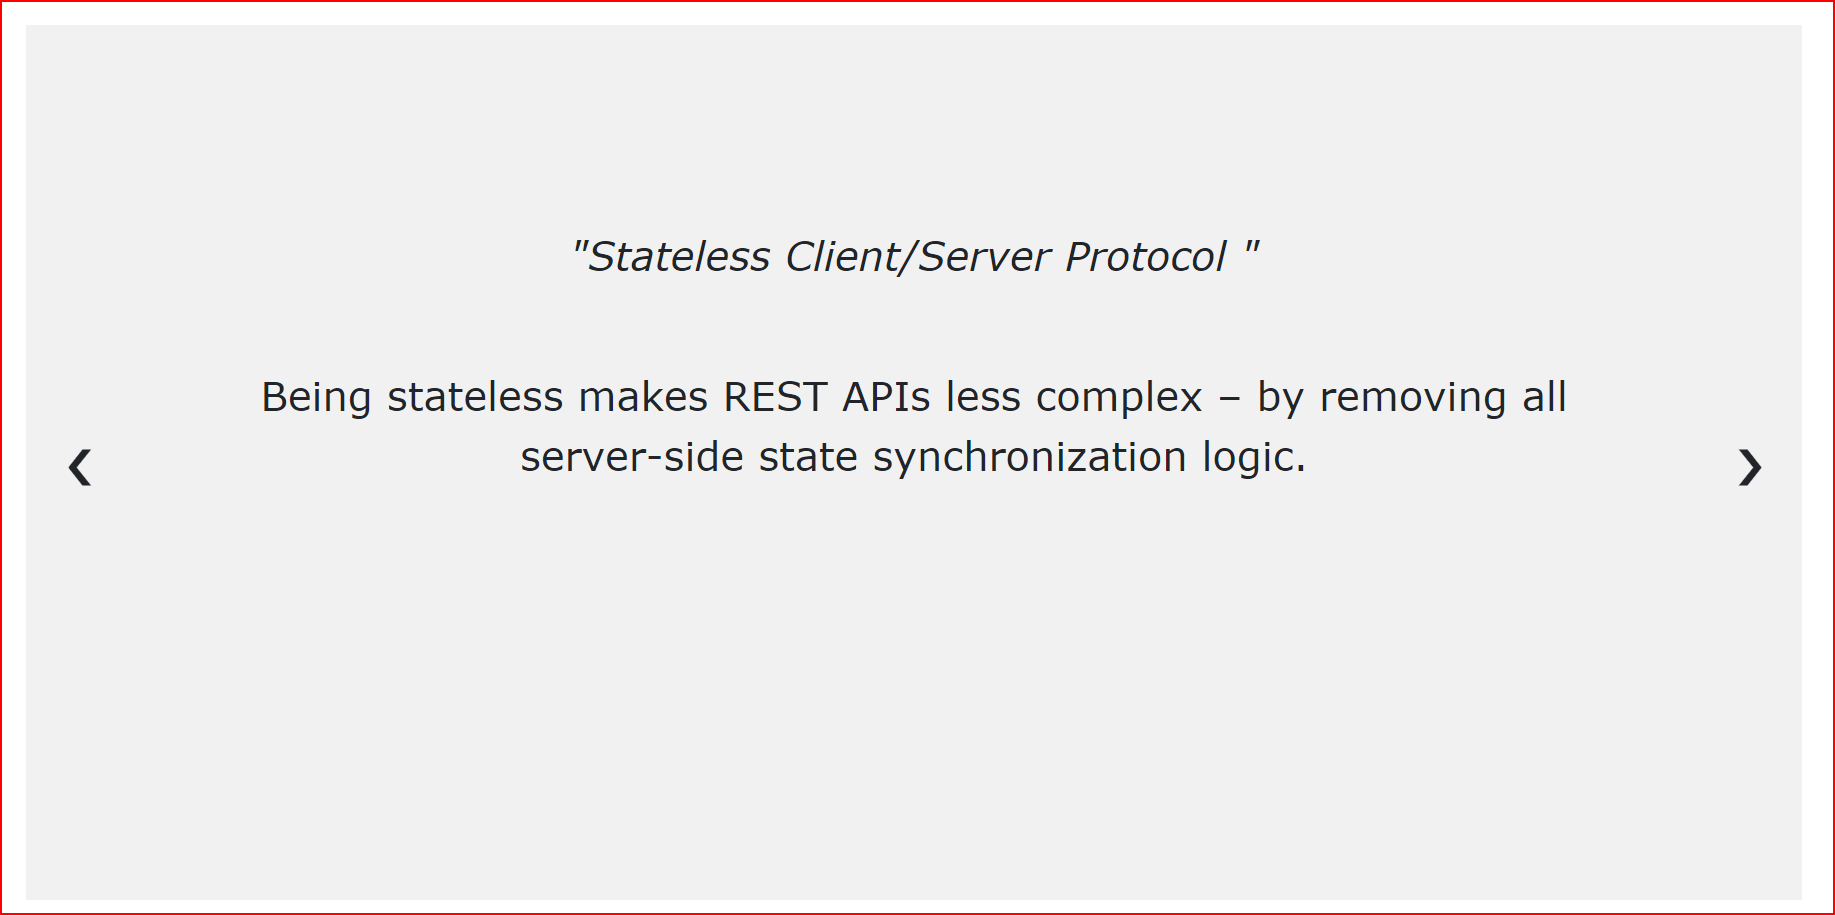 "Stateless Client/Server Protocol "
Being stateless makes REST APIs less complex – by removing all
server-side state synchronization logic.